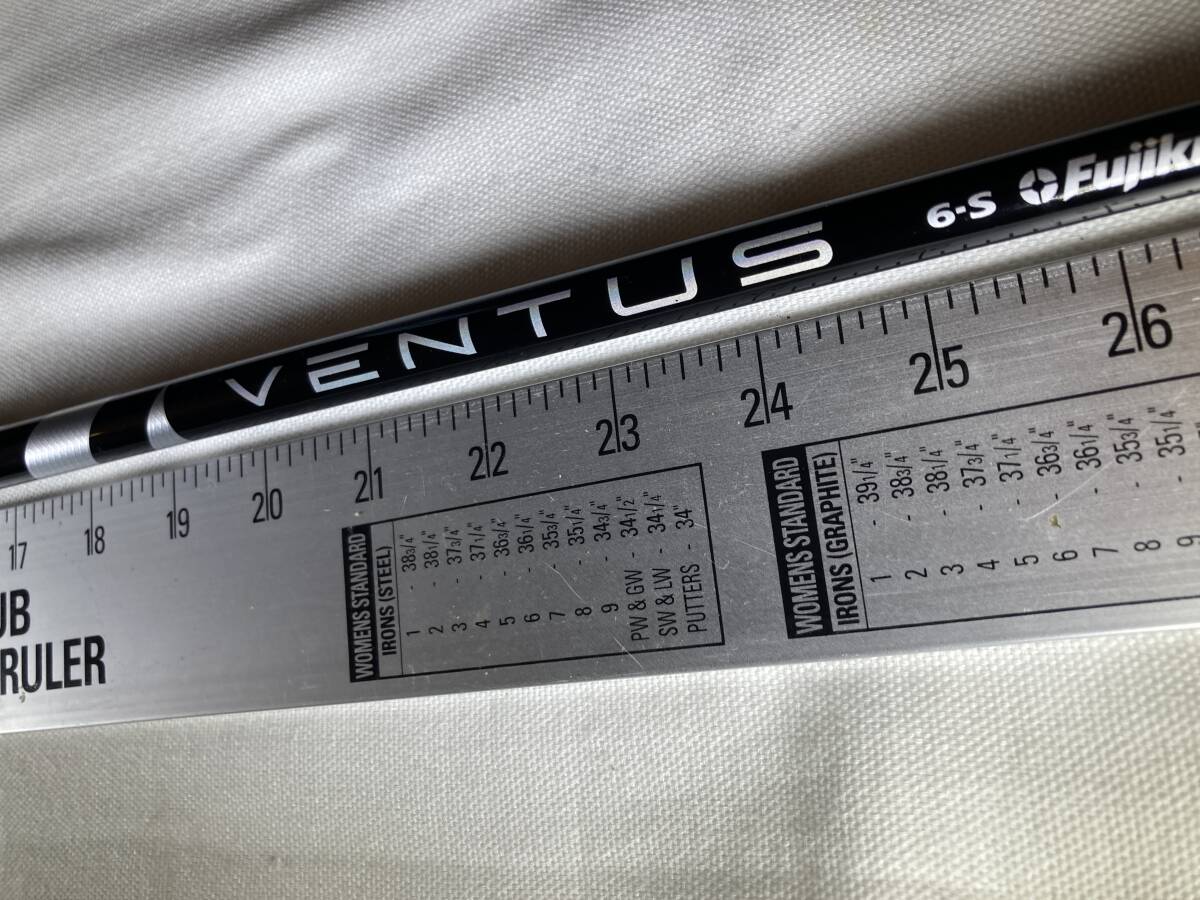 VENTUS 6-S Fujik
17 18 19 20 21 22 23 24 25 26
UB
RULER
WOMENS STANDARD
IRONS (STEEL)
1 - 38 3/4"
2 - 38 1/4"
3 - 37 3/4"
4 - 37 1/4"
5 - 36 3/4"
6 - 36 1/4"
7 - 35 3/4"
8 - 35 1/4"
9 - 34 3/4"
PW & GW - 34 1/2"
SW & LW - 34 1/4"
PUTTERS - 34"
WOMENS STANDARD
IRONS (GRAPHITE)
1 - 39 1/4"
2 - 38 3/4"
3 - 38 1/4"
4 - 37 3/4"
5 - 37 1/4"
6 - 36 3/4"
7 - 36 1/4"
8 - 35 3/4"
9 - 35 1/4"